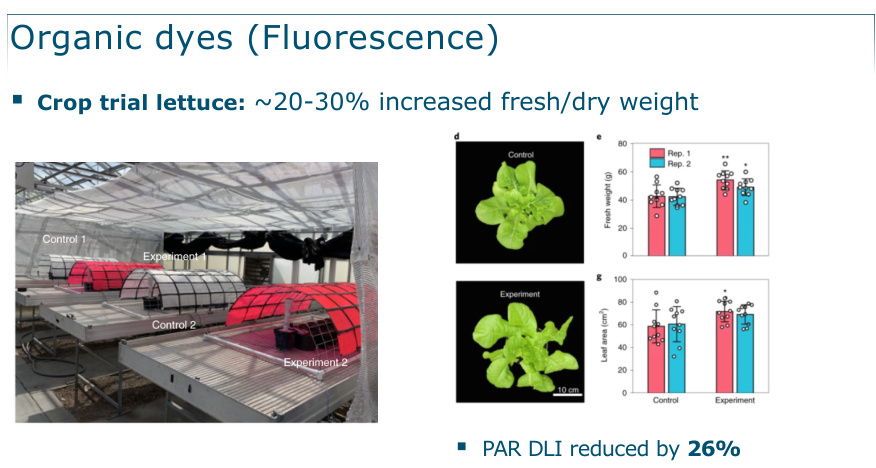 Organic dyes (Fluorescence)
▪ Crop trial lettuce: ~20-30% increased fresh/dry weight
Control 1
Experiment 1
Control 2
Experiment 2
d
Control
Experiment
10 cm
e
Rep. 1
Rep. 2
** *
80
60
40
20
0
Fresh weight (g)
g
*
100
80
60
40
20
0
Leaf area (cm²)
Control Experiment
▪ PAR DLI reduced by 26%